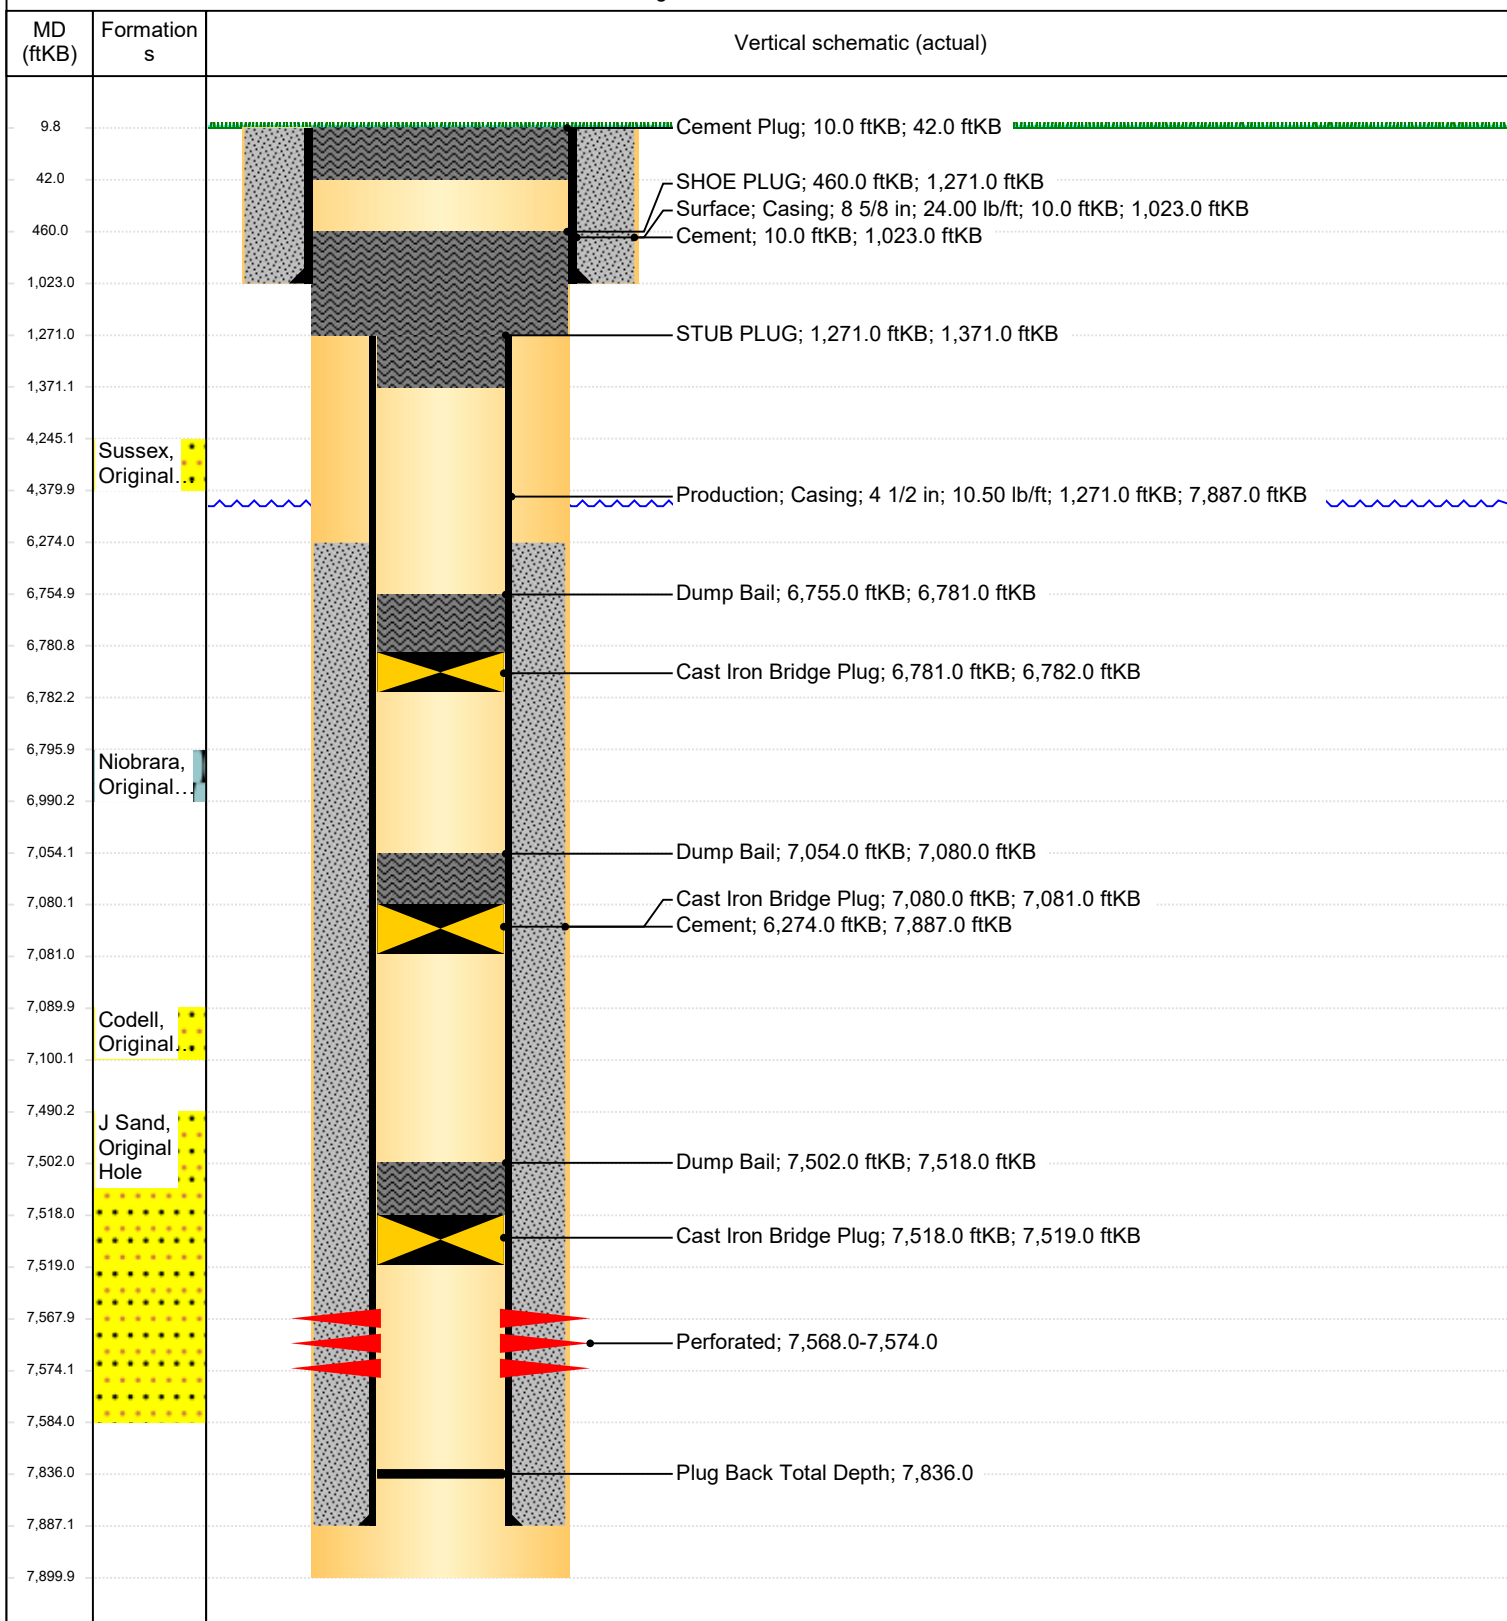 MD
(ftKB)
Formation
s
Vertical schematic (actual)
9.8
42.0
460.0
1,023.0
1,271.0
1,371.1
4,245.1
4,379.9
6,274.0
6,754.9
6,780.8
6,782.2
6,795.9
6,990.2
7,054.1
7,080.1
7,081.0
7,089.9
7,100.1
7,490.2
7,502.0
7,518.0
7,519.0
7,567.9
7,574.1
7,584.0
7,836.0
7,887.1
7,899.9
Sussex,
Original...
Niobrara,
Original...
Codell,
Original...
J Sand,
Original
Hole
Cement Plug; 10.0 ftKB; 42.0 ftKB
SHOE PLUG; 460.0 ftKB; 1,271.0 ftKB
Surface; Casing; 8 5/8 in; 24.00 lb/ft; 10.0 ftKB; 1,023.0 ftKB
Cement; 10.0 ftKB; 1,023.0 ftKB
STUB PLUG; 1,271.0 ftKB; 1,371.0 ftKB
Production; Casing; 4 1/2 in; 10.50 lb/ft; 1,271.0 ftKB; 7,887.0 ftKB
Dump Bail; 6,755.0 ftKB; 6,781.0 ftKB
Cast Iron Bridge Plug; 6,781.0 ftKB; 6,782.0 ftKB
Dump Bail; 7,054.0 ftKB; 7,080.0 ftKB
Cast Iron Bridge Plug; 7,080.0 ftKB; 7,081.0 ftKB
Cement; 6,274.0 ftKB; 7,887.0 ftKB
Dump Bail; 7,502.0 ftKB; 7,518.0 ftKB
Cast Iron Bridge Plug; 7,518.0 ftKB; 7,519.0 ftKB
Perforated; 7,568.0-7,574.0
Plug Back Total Depth; 7,836.0